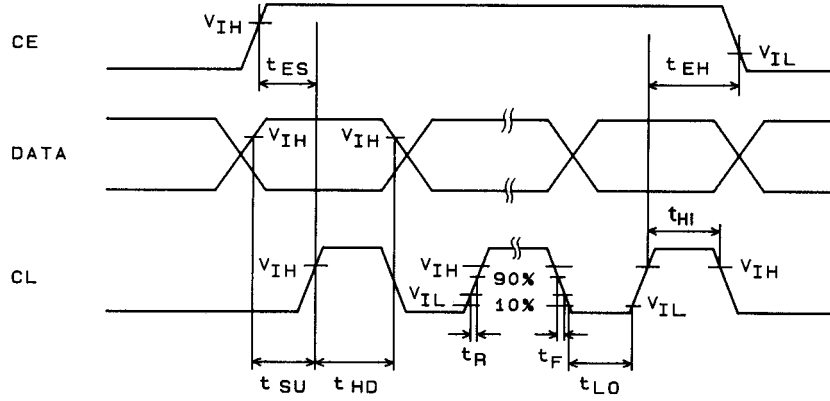 CE
VIH
tES
tEH
VIL
DATA
VIH
VIH
CL
VIH
VIL
VIH
90%
10%
tHI
VIH
VIL
tSU
tHD
tR
tF
tLO